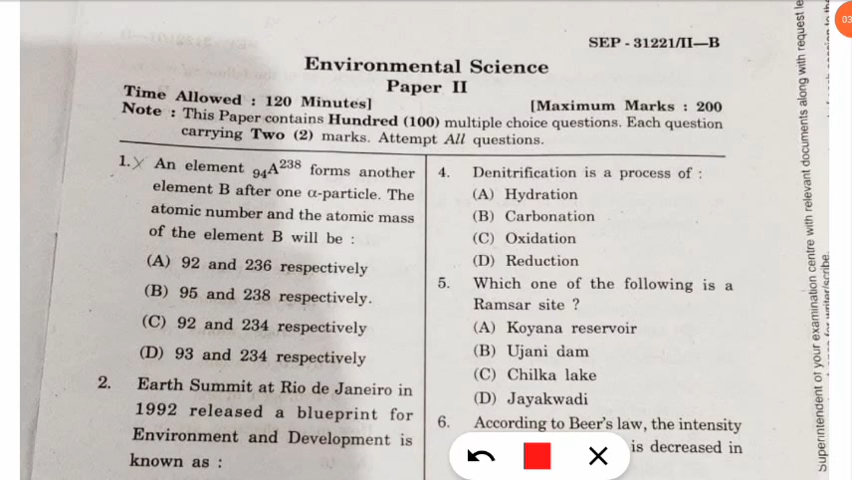 03
SEP - 31221/II—B
Environmental Science
Paper II
Time Allowed : 120 Minutes]
[Maximum Marks : 200
Note : This Paper contains Hundred (100) multiple choice questions. Each question
carrying Two (2) marks. Attempt All questions.
1. An element ₉₄A²³⁸ forms another
element B after one α-particle. The
atomic number and the atomic mass
of the element B will be :
(A) 92 and 236 respectively
(B) 95 and 238 respectively.
(C) 92 and 234 respectively
(D) 93 and 234 respectively
2. Earth Summit at Rio de Janeiro in
1992 released a blueprint for
Environment and Development is
known as :
4. Denitrification is a process of :
(A) Hydration
(B) Carbonation
(C) Oxidation
(D) Reduction
5. Which one of the following is a
Ramsar site ?
(A) Koyana reservoir
(B) Ujani dam
(C) Chilka lake
(D) Jayakwadi
6. According to Beer's law, the intensity
is decreased in
Superintendent of your examination centre with relevant documents along with request le